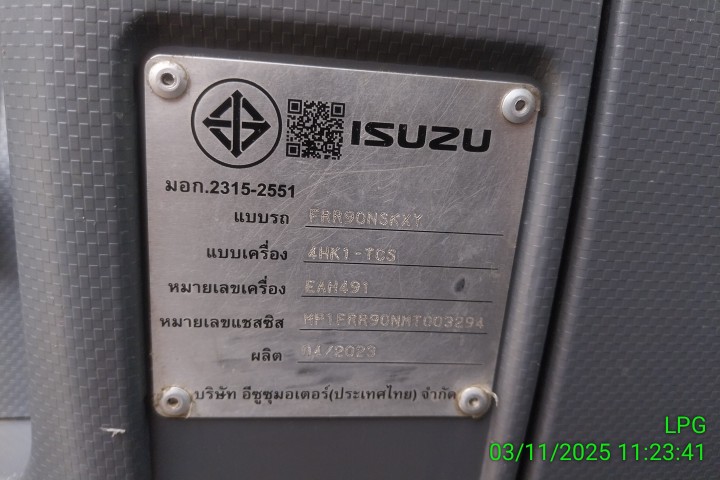 ISUZU
มอก.2315-2551
แบบรถ FRR90NSKXY
แบบเครื่อง 4HK1-TCS
หมายเลขเครื่อง EAH491
หมายเลขแชสซิส MP1FRR90NMT003294
ผลิต 04/2023
บริษัท อีซูซุมอเตอร์(ประเทศไทย) จำกัด
LPG
03/11/2025 11:23:41